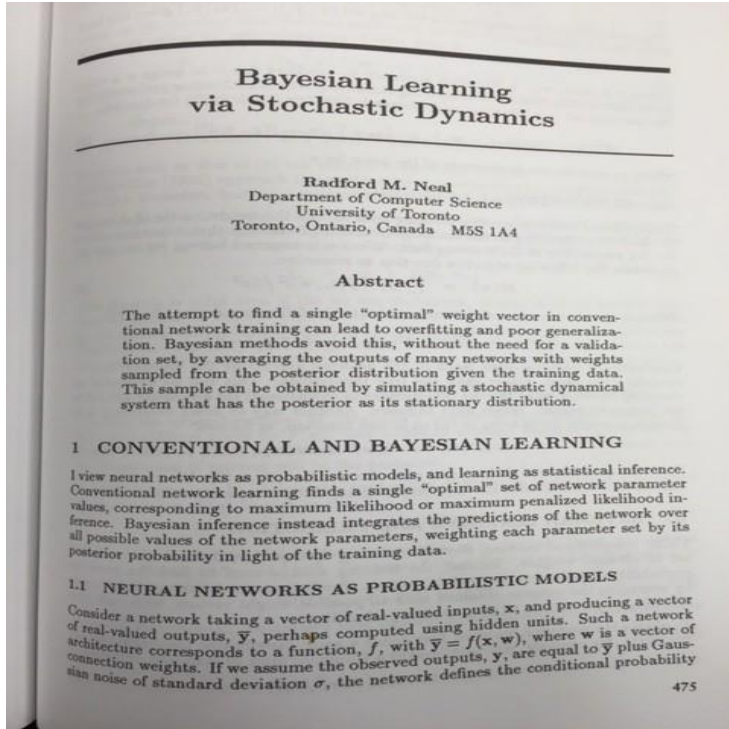 Bayesian Learning
via Stochastic Dynamics
Radford M. Neal
Department of Computer Science
University of Toronto
Toronto, Ontario, Canada M5S 1A4
Abstract
The attempt to find a single “optimal” weight vector in conven-
tional network training can lead to overfitting and poor generaliza-
tion. Bayesian methods avoid this, without the need for a valida-
tion set, by averaging the outputs of many networks with weights
sampled from the posterior distribution given the training data.
This sample can be obtained by simulating a stochastic dynamical
system that has the posterior as its stationary distribution.
1 CONVENTIONAL AND BAYESIAN LEARNING
I view neural networks as probabilistic models, and learning as statistical inference.
Conventional network learning finds a single “optimal” set of network parameter
values, corresponding to maximum likelihood or maximum penalized likelihood in-
ference. Bayesian inference instead integrates the predictions of the network over
all possible values of the network parameters, weighting each parameter set by its
posterior probability in light of the training data.
1.1 NEURAL NETWORKS AS PROBABILISTIC MODELS
Consider a network taking a vector of real-valued inputs, x, and producing a vector
of real-valued outputs, y̅, perhaps computed using hidden units. Such a network
architecture corresponds to a function, f, with y̅ = f(x, w), where w is a vector of
connection weights. If we assume the observed outputs, y, are equal to y̅ plus Gaus-
sian noise of standard deviation σ, the network defines the conditional probability
475